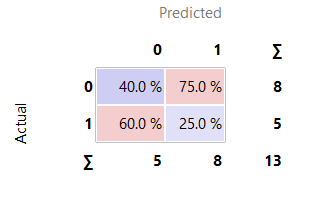 Predicted
0 1 ∑
0 40.0 % 75.0 % 8
1 60.0 % 25.0 % 5
∑ 5 8 13
Actual